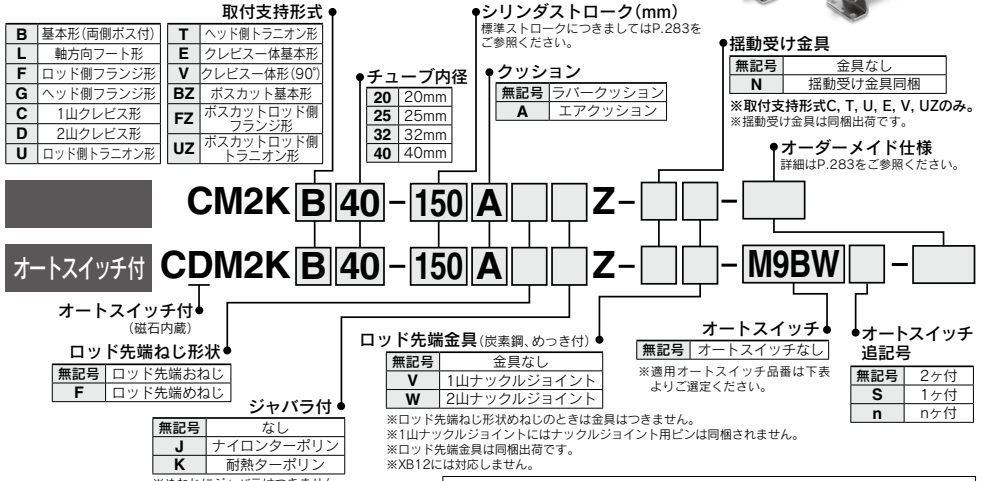 取付支持形式
B 基本形(両側ボス付)
L 軸方向フート形
F ロッド側フランジ形
G ヘッド側フランジ形
C 1山クレビス形
D 2山クレビス形
U ロッド側トラニオン形
T ヘッド側トラニオン形
E クレビス一体基本形
V クレビス一体形(90°)
BZ ボスカット基本形
FZ ボスカットロッド側
フランジ形
UZ ボスカットロッド側
トラニオン形
チューブ内径
20 20mm
25 25mm
32 32mm
40 40mm
シリンダストローク(mm)
標準ストロークにつきましてはP.283を
ご参照ください。
クッション
無記号 ラバークッション
A エアクッション
揺動受け金具
無記号 金具なし
N 揺動受け金具同梱
※取付支持形式C, T, U, E, V, UZのみ。
※揺動受け金具は同梱出荷です。
オーダーメイド仕様
詳細はP.283をご参照ください。
CM2K B 40 - 150 A Z- -
オートスイッチ付 CDM2K B 40 - 150 A Z- - M9BW -
オートスイッチ付
(磁石内蔵)
ロッド先端ねじ形状
無記号 ロッド先端おねじ
F ロッド先端めねじ
ジャバラ付
無記号 なし
J ナイロンターポリン
K 耐熱ターポリン
※めねじにジャバラはつきません
ロッド先端金具(炭素鋼、めっき付)
無記号 金具なし
V 1山ナックルジョイント
W 2山ナックルジョイント
※ロッド先端ねじ形状めねじのときは金具はつきません。
※1山ナックルジョイントにはナックルジョイント用ピンは同梱されません。
※ロッド先端金具は同梱出荷です。
※XB12には対応しません。
オートスイッチ
無記号 オートスイッチなし
※適用オートスイッチ品番は下表
よりご選定ください。
オートスイッチ
追記号
無記号 2ヶ付
S 1ヶ付
n nヶ付